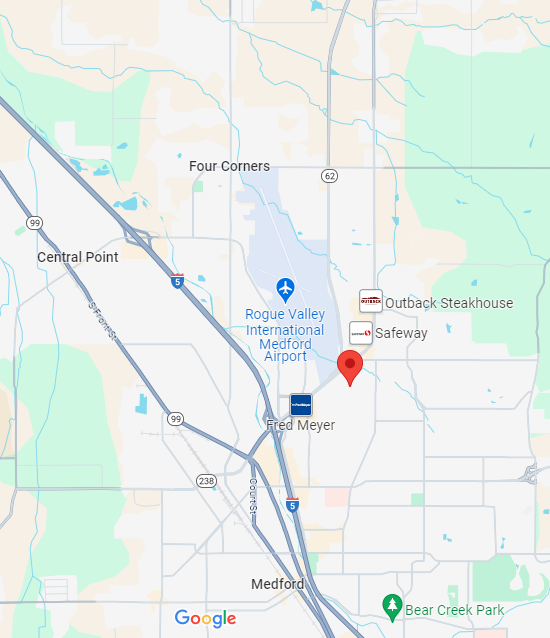 Four Corners
62
99
Central Point
5
OUTBACK
Outback Steakhouse
Rogue Valley
International
Medford
Airport
Safeway
S Front St
Fred Meyer
99
238
Court St
5
Medford
Google
Bear Creek Park